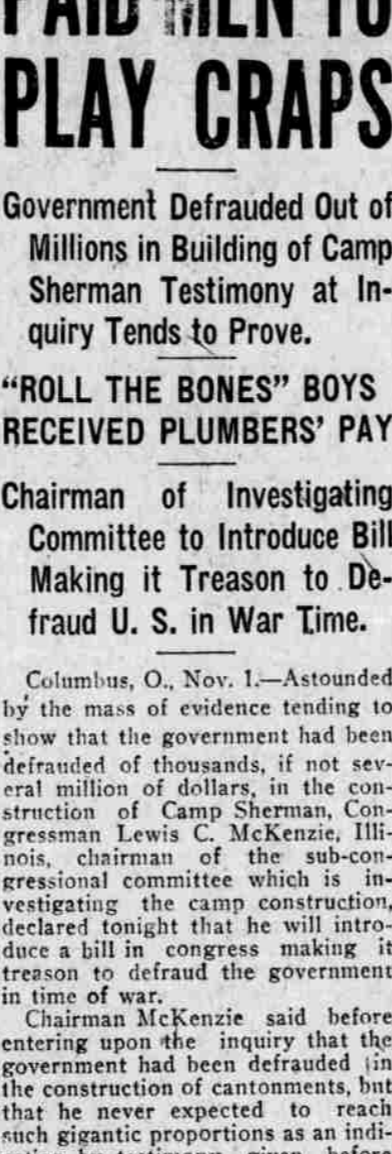 PAID MEN TO
PLAY CRAPS
Government Defrauded Out of
Millions in Building of Camp
Sherman Testimony at In-
quiry Tends to Prove.
"ROLL THE BONES" BOYS
RECEIVED PLUMBERS' PAY
Chairman of Investigating
Committee to Introduce Bill
Making it Treason to De-
fraud U. S. in War Time.
Columbus, O., Nov. 1.—Astounded
by the mass of evidence tending to
show that the government had been
defrauded of thousands, if not sev-
eral million of dollars, in the con-
struction of Camp Sherman, Con-
gressman Lewis C. McKenzie, Illi-
nois, chairman of the sub-con-
gressional committee which is in-
vestigating the camp construction,
declared tonight that he will intro-
duce a bill in congress making it
treason to defraud the government
in time of war.
Chairman McKenzie said before
entering upon the inquiry that the
government had been defrauded in
the construction of cantonments, but
that he never expected to reach
such gigantic proportions as an indi-
by testimony given before